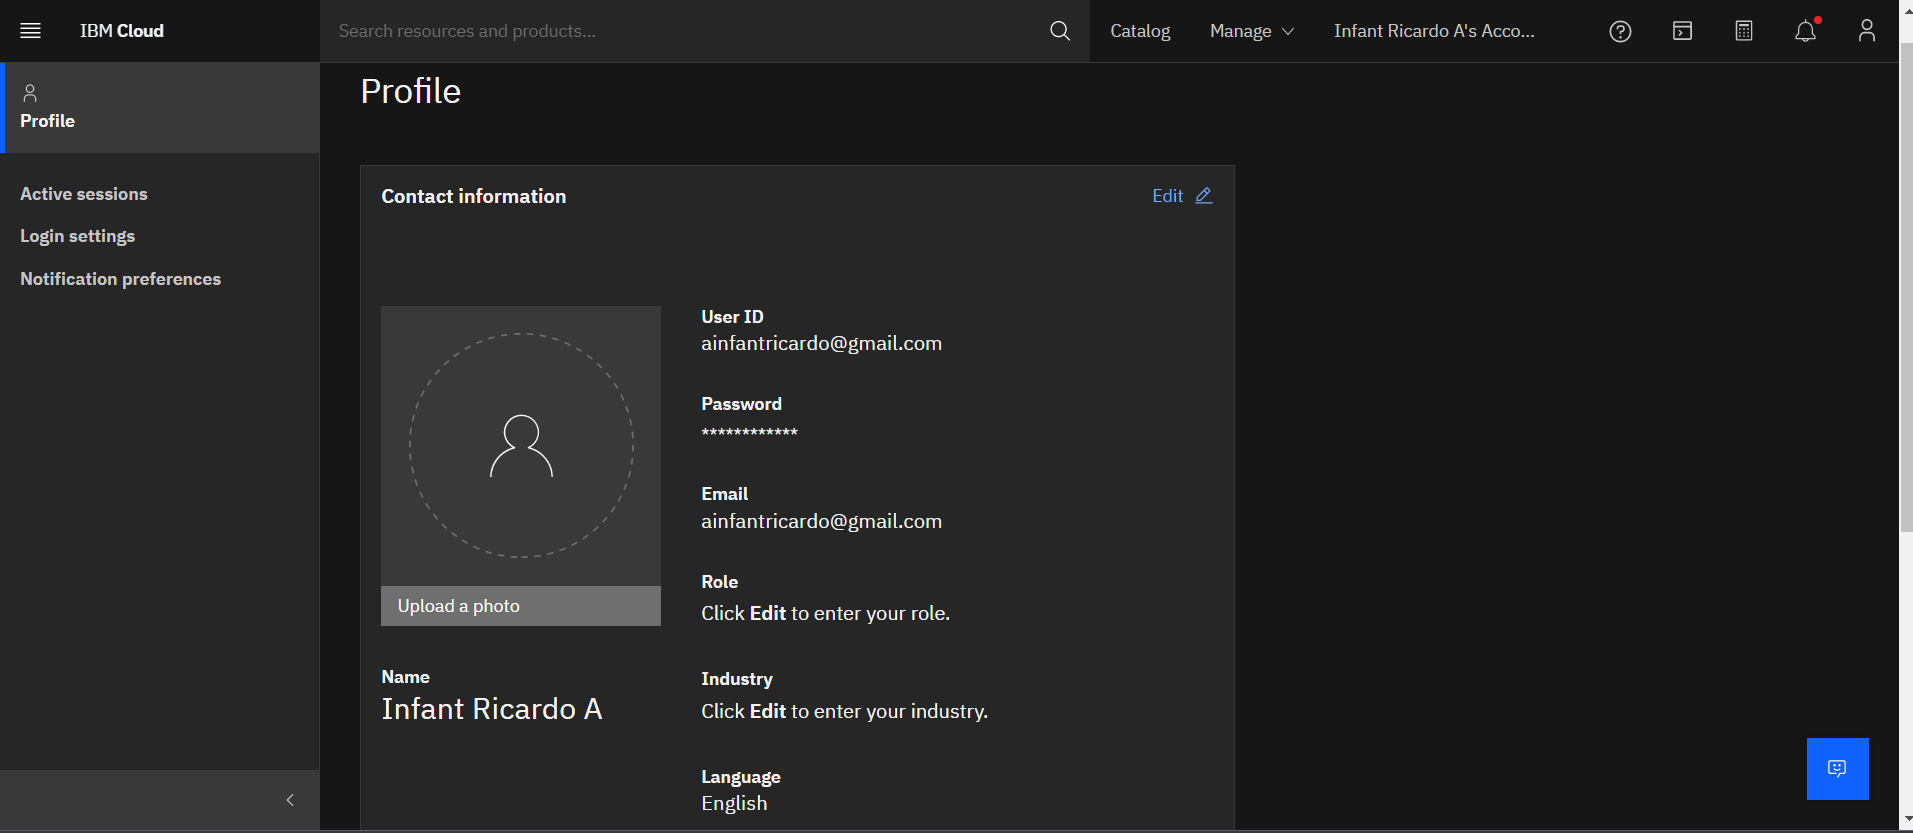 IBM Cloud
Search resources and products...
Catalog
Manage
Infant Ricardo A's Acco...
Profile
Active sessions
Login settings
Notification preferences
Profile
Contact information
Edit
Upload a photo
Name
Infant Ricardo A
User ID
ainfantricardo@gmail.com
Password
************
Email
ainfantricardo@gmail.com
Role
Click Edit to enter your role.
Industry
Click Edit to enter your industry.
Language
English